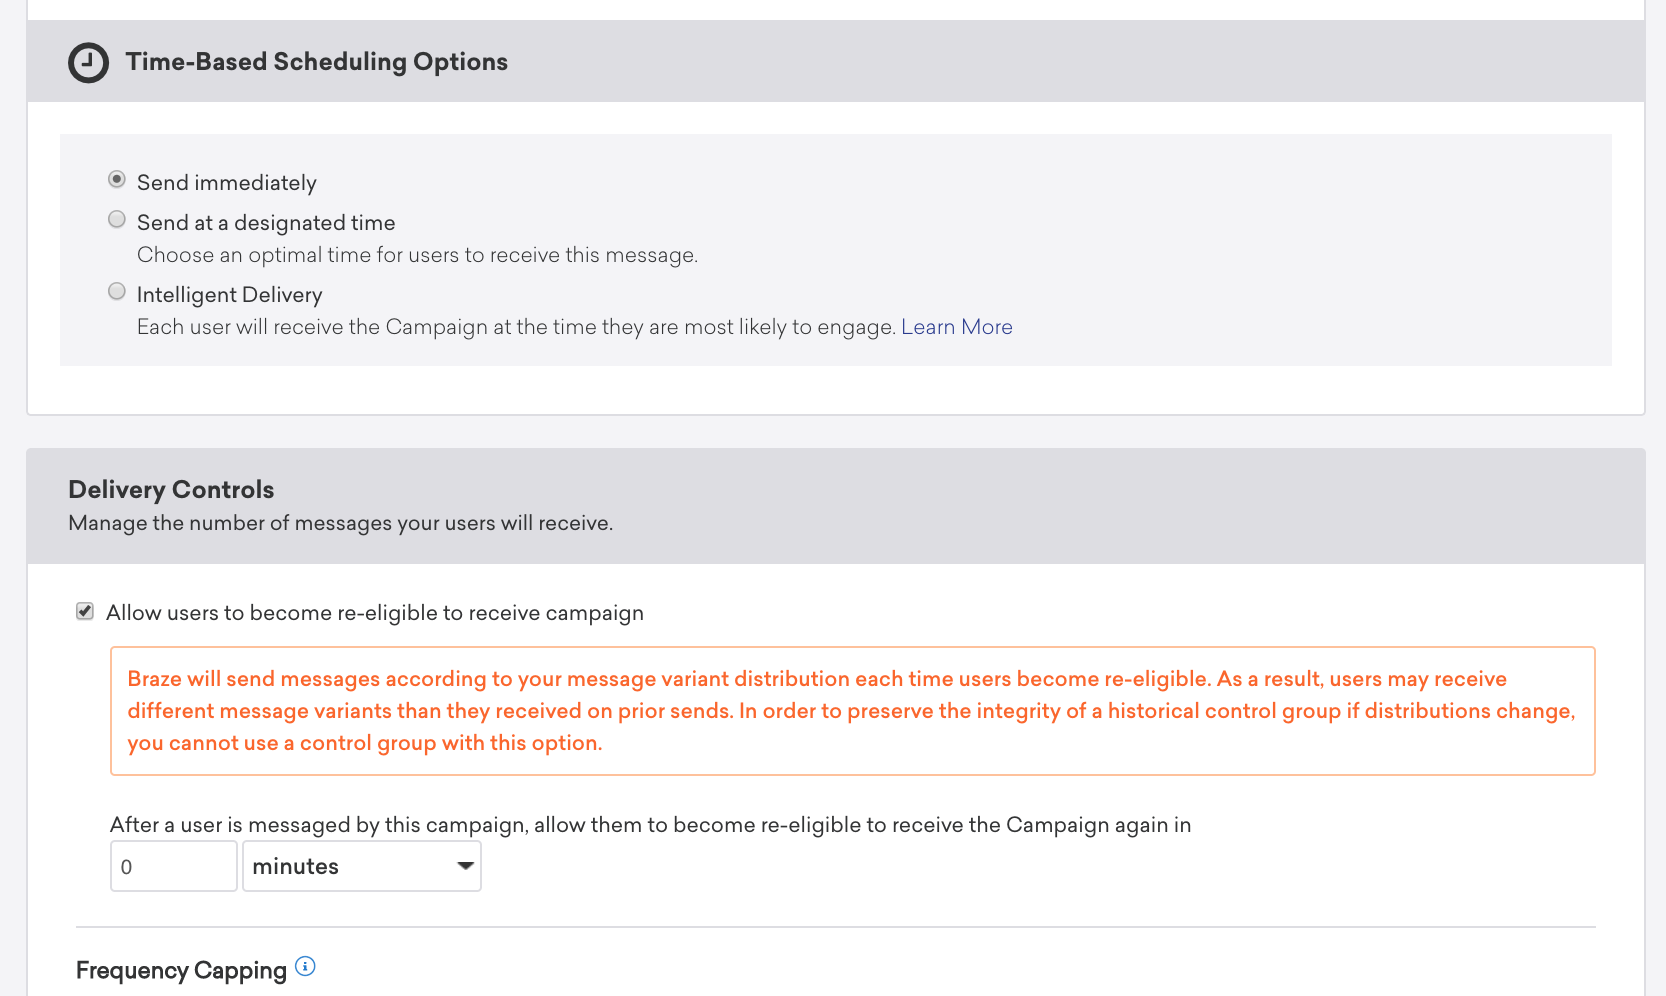 Time-Based Scheduling Options
Send immediately
Send at a designated time
Choose an optimal time for users to receive this message.
Intelligent Delivery
Each user will receive the Campaign at the time they are most likely to engage. Learn More
Delivery Controls
Manage the number of messages your users will receive.
Allow users to become re-eligible to receive campaign
Braze will send messages according to your message variant distribution each time users become re-eligible. As a result, users may receive
different message variants than they received on prior sends. In order to preserve the integrity of a historical control group if distributions change,
you cannot use a control group with this option.
After a user is messaged by this campaign, allow them to become re-eligible to receive the Campaign again in
0 minutes
Frequency Capping